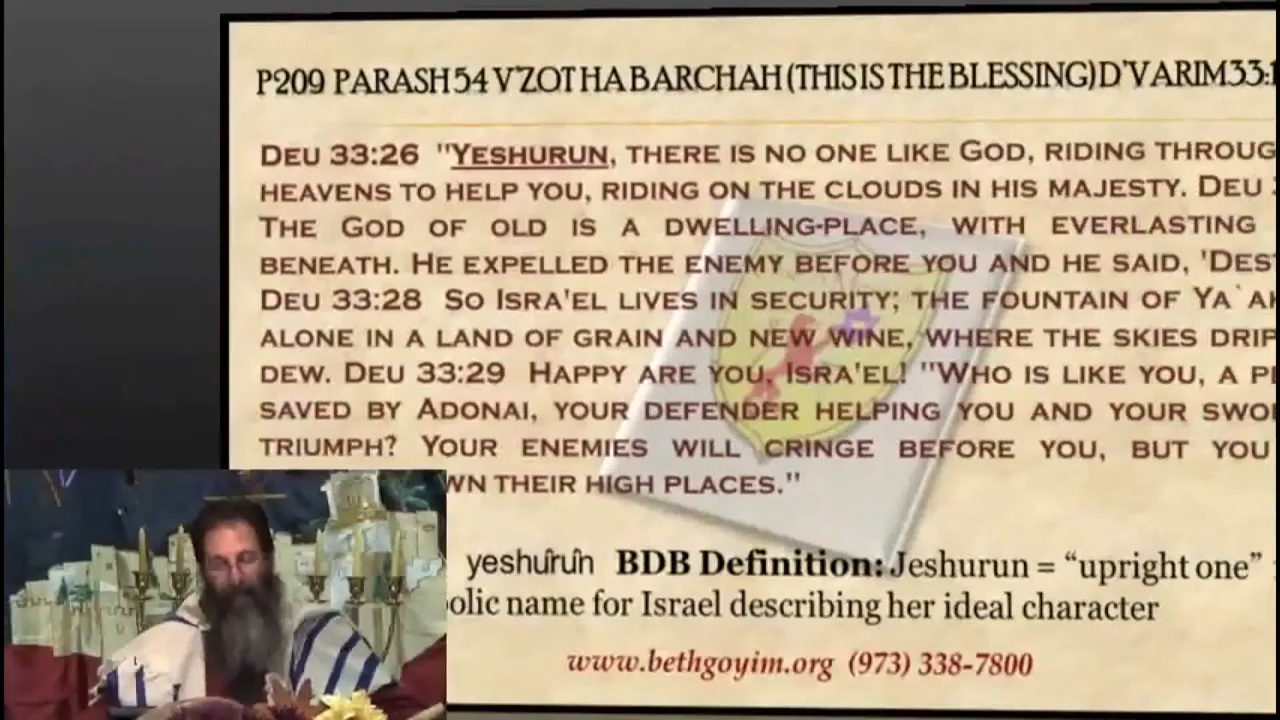 P209 PARASH 54 V'ZOT HABARCHAH (THIS IS THE BLESSING) D'VARIM 33:1
DEU 33:26 "YESHURUN, THERE IS NO ONE LIKE GOD, RIDING THROUG
HEAVENS TO HELP YOU, RIDING ON THE CLOUDS IN HIS MAJESTY. DEU
THE GOD OF OLD IS A DWELLING-PLACE, WITH EVERLASTING
BENEATH. HE EXPELLED THE ENEMY BEFORE YOU AND HE SAID, 'DES
DEU 33:28 SO ISRA'EL LIVES IN SECURITY; THE FOUNTAIN OF YA`A
ALONE IN A LAND OF GRAIN AND NEW WINE, WHERE THE SKIES DRIP
DEW. DEU 33:29 HAPPY ARE YOU, ISRA'EL! "WHO IS LIKE YOU, A P
SAVED BY ADONAI, YOUR DEFENDER HELPING YOU AND YOUR SWO
TRIUMPH? YOUR ENEMIES WILL CRINGE BEFORE YOU, BUT YOU
WN THEIR HIGH PLACES."
yeshûrûn BDB Definition: Jeshurun = "upright one"
olic name for Israel describing her ideal character
www.bethgoyim.org (973) 338-7800